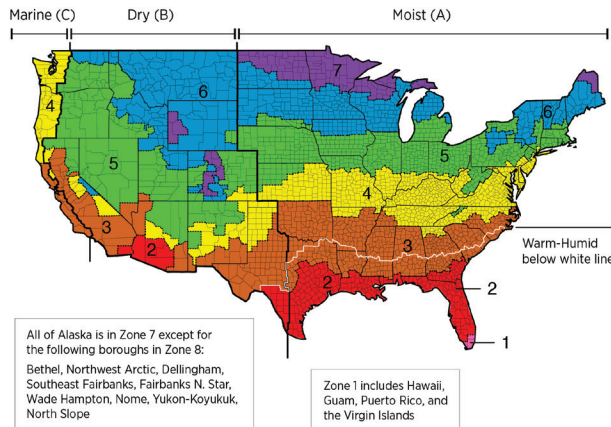 Marine (C) Dry (B) Moist (A)
7
6
6
4
5
5
4
3
3
Warm-Humid
below white line
2
2
2
1
All of Alaska is in Zone 7 except for
the following boroughs in Zone 8:
Bethel, Northwest Arctic, Dellingham,
Southeast Fairbanks, Fairbanks N. Star,
Wade Hampton, Nome, Yukon-Koyukuk,
North Slope
Zone 1 includes Hawaii,
Guam, Puerto Rico, and
the Virgin Islands